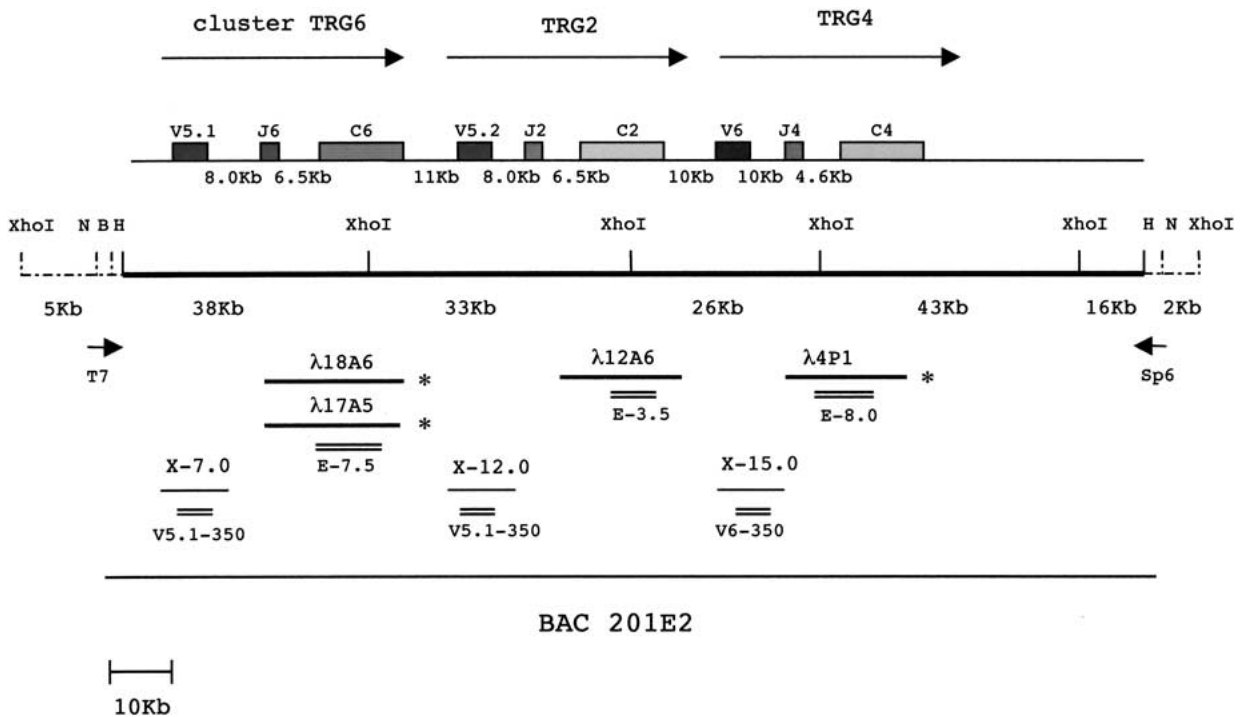 cluster TRG6 TRG2 TRG4
V5.1 J6 C6 V5.2 J2 C2 V6 J4 C4
8.0Kb 6.5Kb 11Kb 8.0Kb 6.5Kb 10Kb 10Kb 4.6Kb
XhoI N B H XhoI XhoI XhoI XhoI H N XhoI
5Kb 38Kb 33Kb 26Kb 43Kb 16Kb 2Kb
T7 λ18A6 * λ12A6 λ4P1 * Sp6
λ17A5 * E-3.5 E-8.0
E-7.5
X-7.0 X-12.0 X-15.0
V5.1-350 V5.1-350 V6-350
BAC 201E2
10Kb